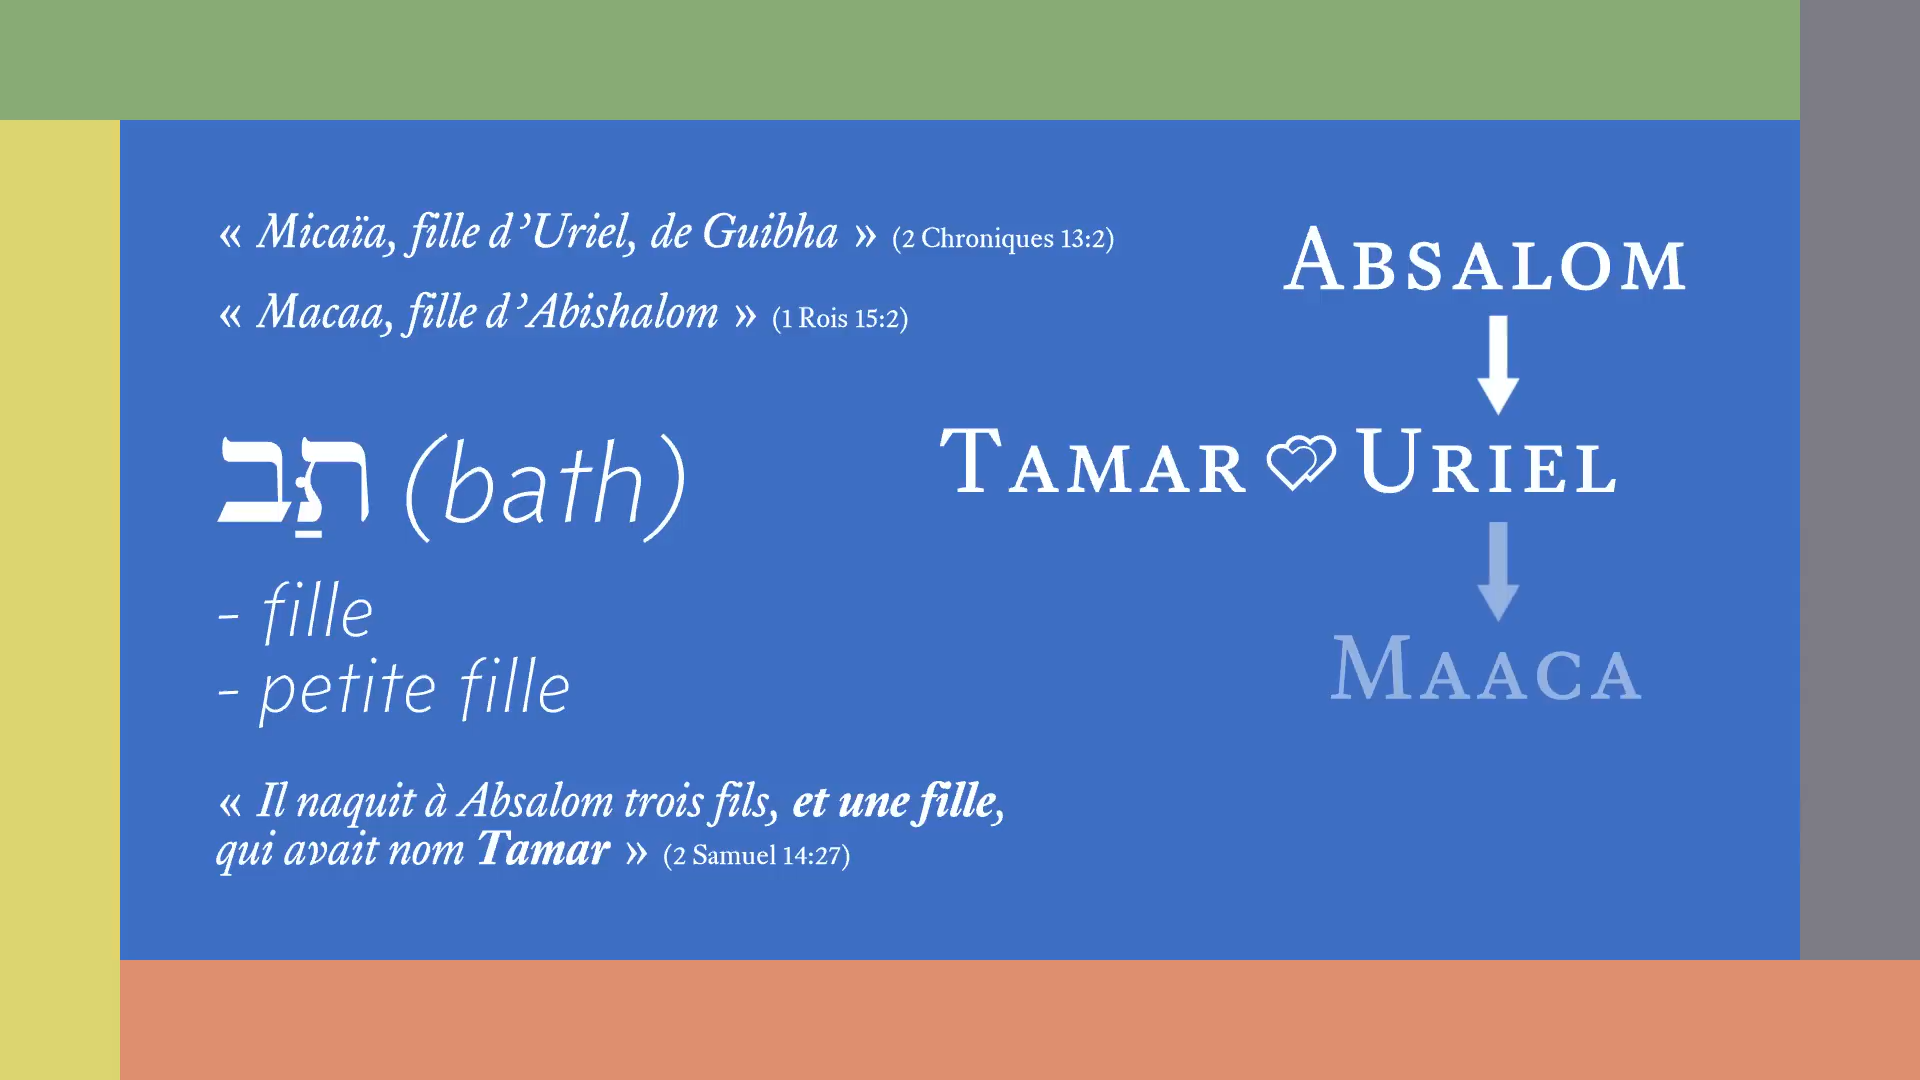 « Micaïa, fille d’Uriel, de Guibha » (2 Chroniques 13:2)
« Macaa, fille d’Abishalom » (1 Rois 15:2)
תַּב (bath)
- fille
- petite fille
« Il naquit à Absalom trois fils, et une fille,
qui avait nom Tamar » (2 Samuel 14:27)
Absalom
Tamar Uriel
Maaca